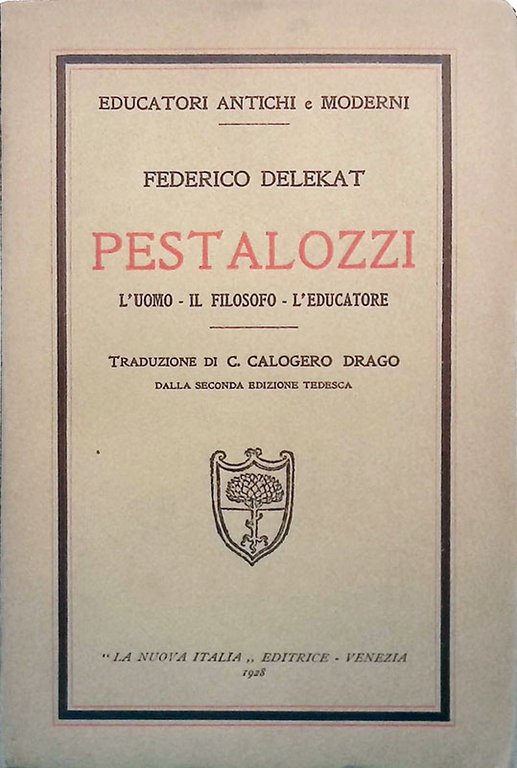 EDUCATORI ANTICHI e MODERNI
FEDERICO DELEKAT
PESTALOZZI
L'UOMO - IL FILOSOFO - L'EDUCATORE
TRADUZIONE DI C. CALOGERO DRAGO
DALLA SECONDA EDIZIONE TEDESCA
"LA NUOVA ITALIA„ EDITRICE - VENEZIA
1928